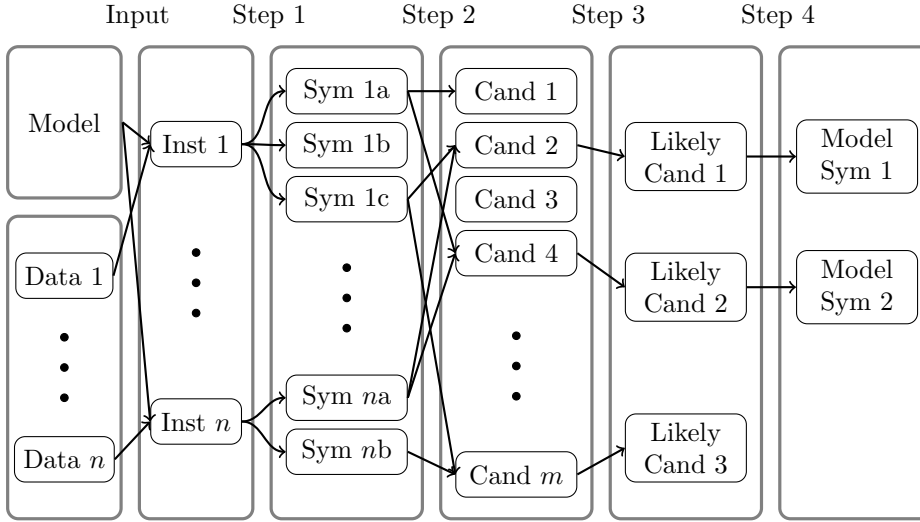 Input Step 1 Step 2 Step 3 Step 4
Model
Data 1
Data n
Inst 1
Inst n
Sym 1a
Sym 1b
Sym 1c
Sym na
Sym nb
Cand 1
Cand 2
Cand 3
Cand 4
Cand m
Likely
Cand 1
Likely
Cand 2
Likely
Cand 3
Model
Sym 1
Model
Sym 2